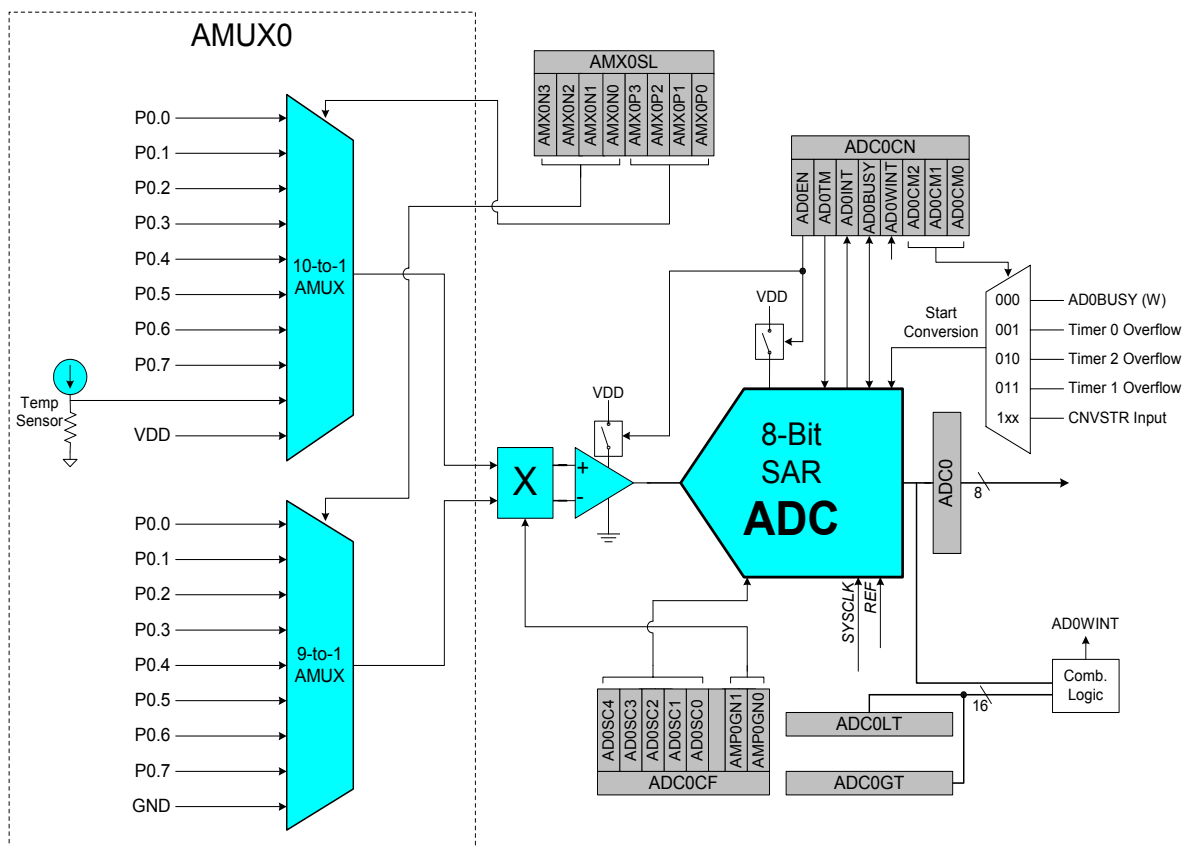 AMUX0
P0.0
P0.1
P0.2
P0.3
P0.4
P0.5
P0.6
P0.7
Temp
Sensor
VDD
10-to-1
AMUX
P0.0
P0.1
P0.2
P0.3
P0.4
P0.5
P0.6
P0.7
GND
9-to-1
AMUX
AMX0SL
AMX0N3
AMX0N2
AMX0N1
AMX0N0
AMX0P3
AMX0P2
AMX0P1
AMX0P0
ADC0CN
AD0EN
AD0TM
AD0INT
AD0BUSY
AD0WINT
AD0CM2
AD0CM1
AD0CM0
VDD
Start
Conversion
000
001
010
011
1xx
AD0BUSY (W)
Timer 0 Overflow
Timer 2 Overflow
Timer 1 Overflow
CNVSTR Input
VDD
X
+
-
8-Bit
SAR
ADC
ADC0
8
SYSCLK
REF
AD0WINT
Comb.
Logic
16
ADC0LT
ADC0GT
AD0SC4
AD0SC3
AD0SC2
AD0SC1
AD0SC0
AMP0GN1
AMP0GN0
ADC0CF